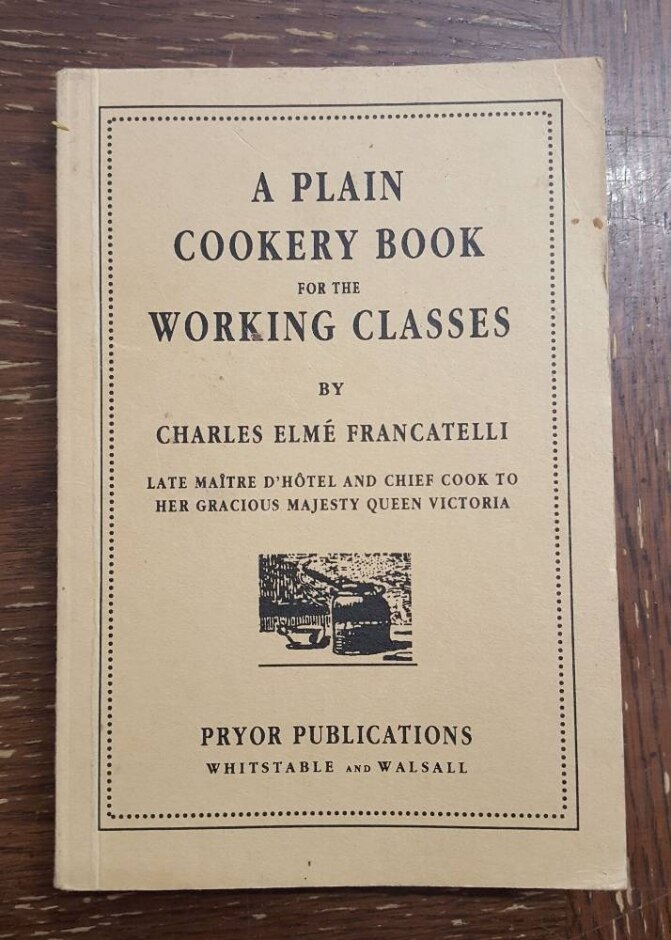 A PLAIN
COOKERY BOOK
FOR THE
WORKING CLASSES
BY
CHARLES ELMÉ FRANCATELLI
LATE MAÎTRE D'HÔTEL AND CHIEF COOK TO
HER GRACIOUS MAJESTY QUEEN VICTORIA
PRYOR PUBLICATIONS
WHITSTABLE AND WALSALL